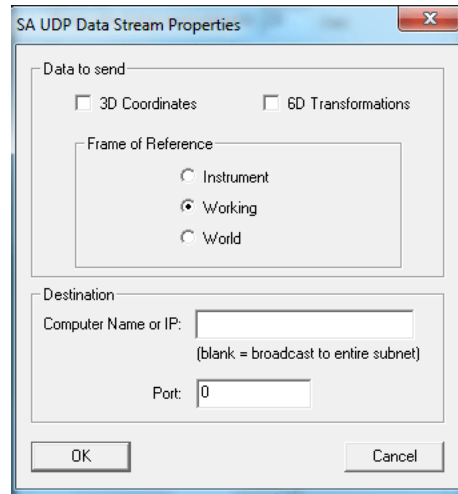 SA UDP Data Stream Properties
Data to send
3D Coordinates 6D Transformations
Frame of Reference
Instrument
Working
World
Destination
Computer Name or IP:
(blank = broadcast to entire subnet)
Port: 0
OK Cancel